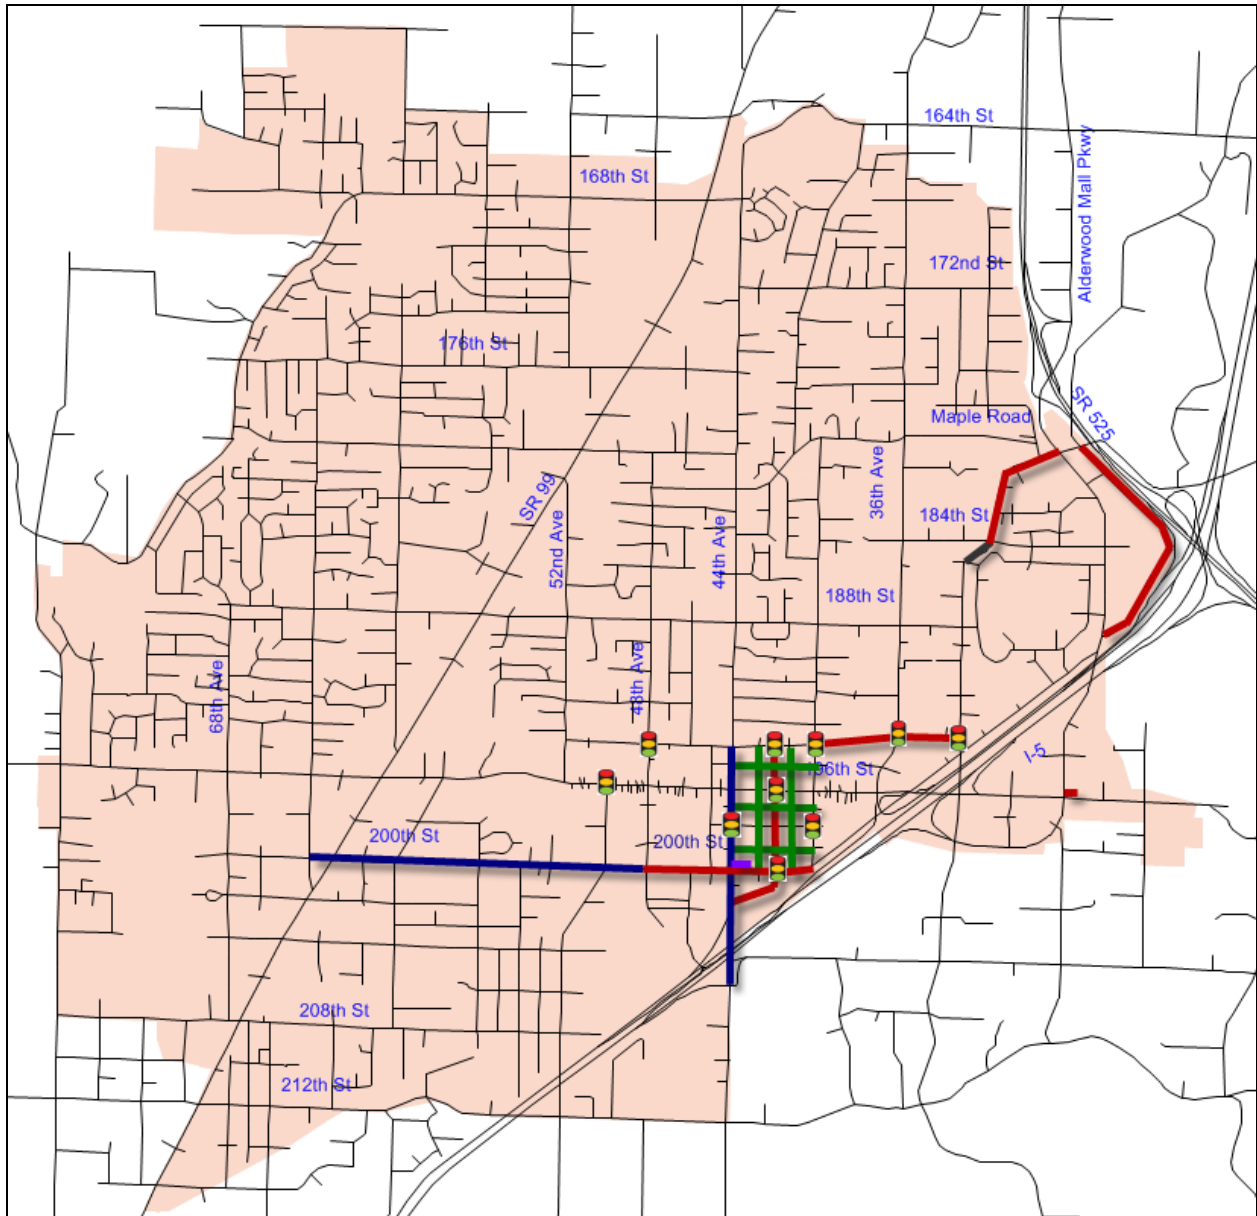 164th St
Alderwood Mall Pkwy
168th St
172nd St
176th St
SR 525
Maple Road
36th Ave
SR 99
184th St
52nd Ave
44th Ave
188th St
48th Ave
68th Ave
I-5
196th St
200th St
200th St
208th St
212th St